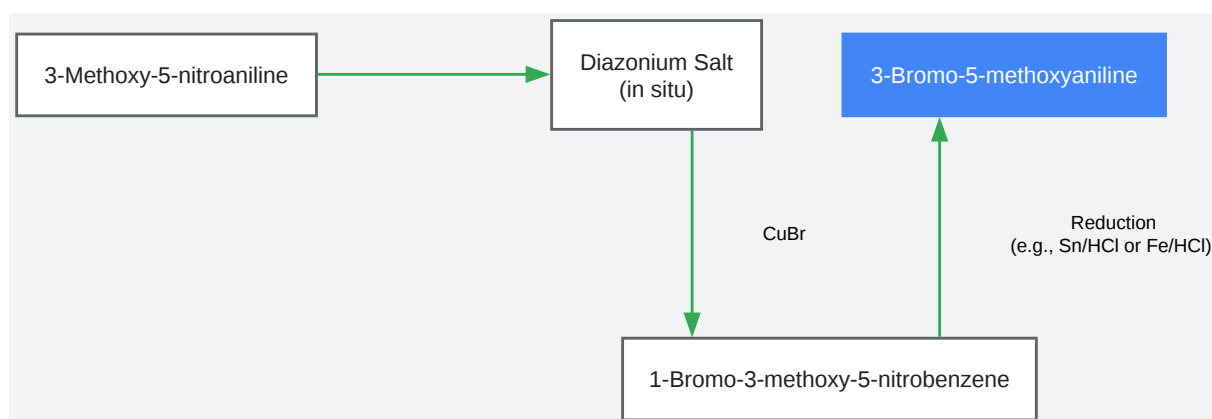 3-Methoxy-5-nitroaniline
Diazonium Salt
(in situ)
3-Bromo-5-methoxyaniline
CuBr
Reduction
(e.g., Sn/HCl or Fe/HCl)
1-Bromo-3-methoxy-5-nitrobenzene